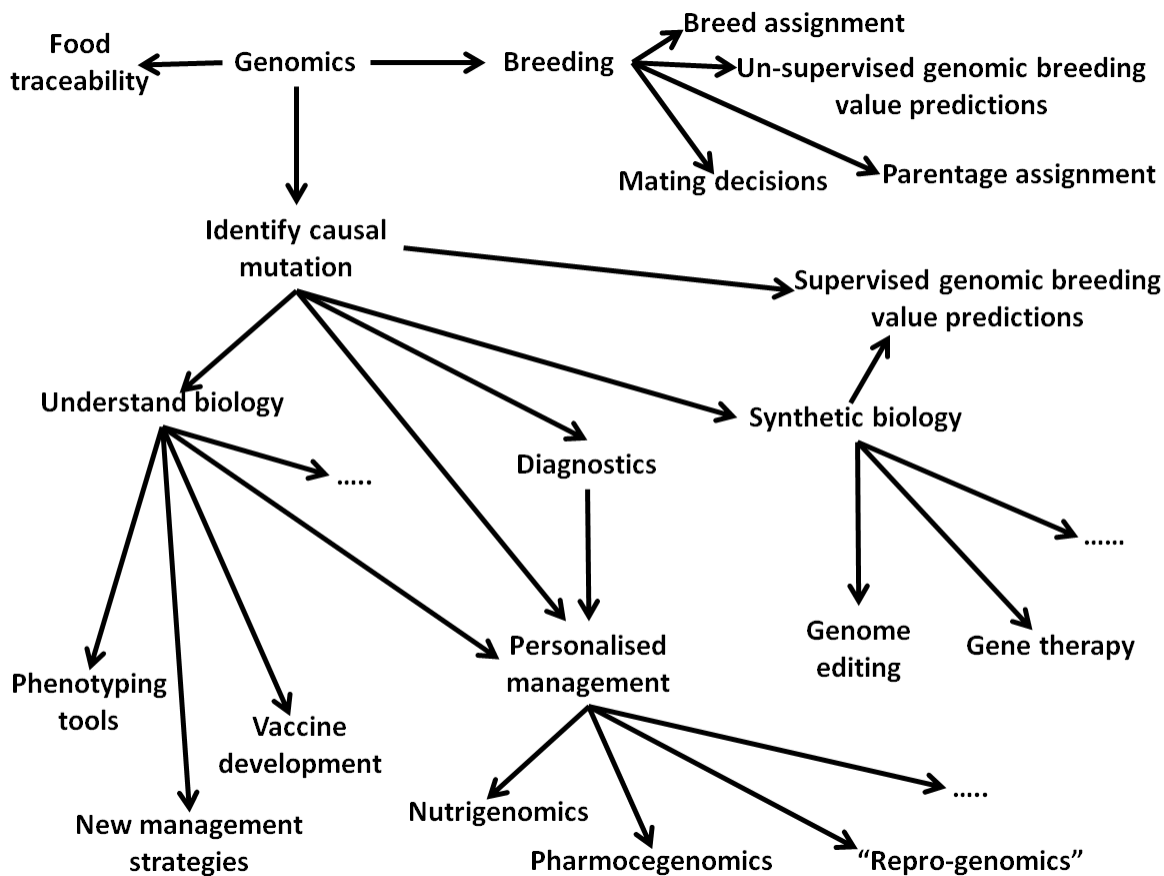 Food
traceability
Genomics
Breeding
Breed assignment
Un-supervised genomic breeding
value predictions
Mating decisions
Parentage assignment
Identify causal
mutation
Supervised genomic breeding
value predictions
Understand biology
Synthetic biology
.....
Diagnostics
......
Phenotyping
tools
Vaccine
development
New management
strategies
Personalised
management
Genome
editing
Gene therapy
Nutrigenomics
Pharmocegenomics
“Repro-genomics”
.....